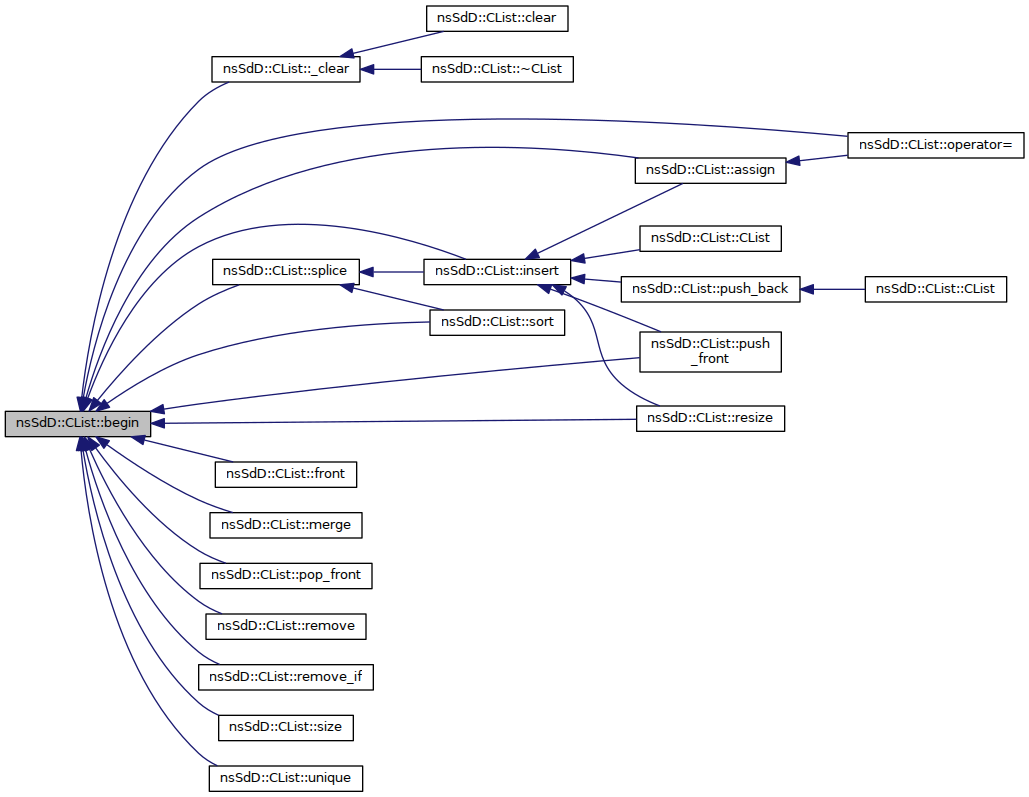 nsSdD::CList::clear
nsSdD::CList::_clear
nsSdD::CList::~CList
nsSdD::CList::operator=
nsSdD::CList::assign
nsSdD::CList::CList
nsSdD::CList::splice
nsSdD::CList::insert
nsSdD::CList::push_back
nsSdD::CList::CList
nsSdD::CList::sort
nsSdD::CList::push
_front
nsSdD::CList::resize
nsSdD::CList::begin
nsSdD::CList::front
nsSdD::CList::merge
nsSdD::CList::pop_front
nsSdD::CList::remove
nsSdD::CList::remove_if
nsSdD::CList::size
nsSdD::CList::unique